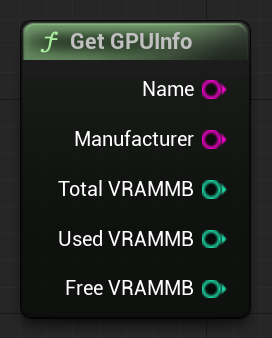 f Get GPUInfo
Name
Manufacturer
Total VRAMMB
Used VRAMMB
Free VRAMMB